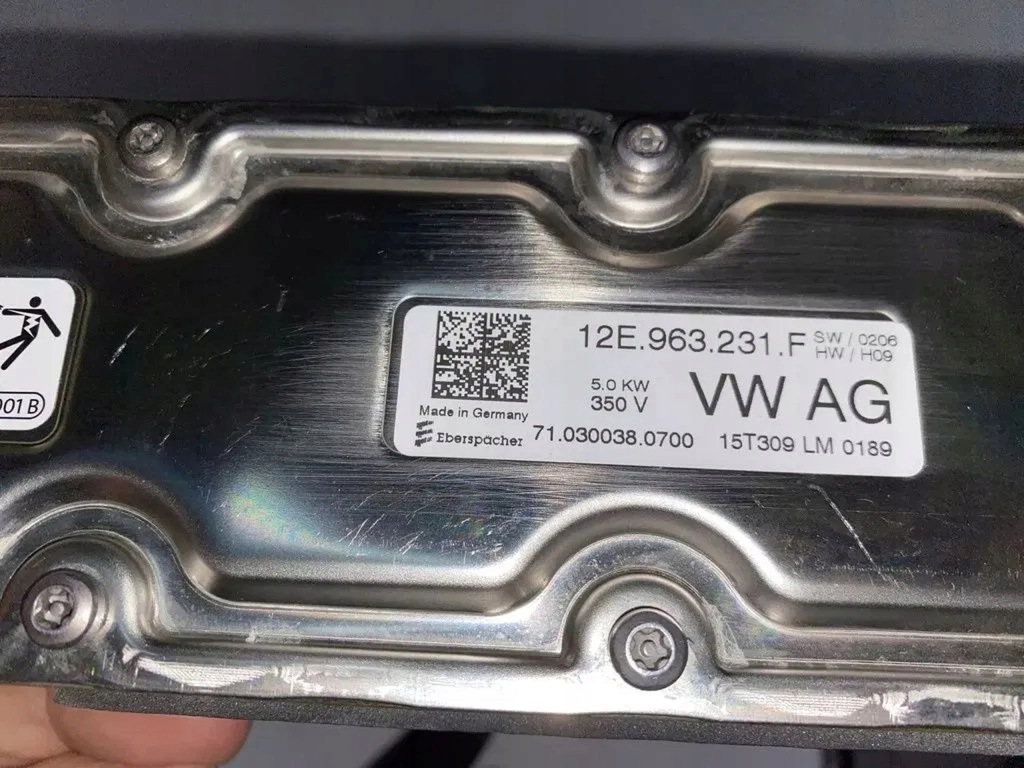 12E.963.231.F SW / 0206
HW / H09
5.0 KW
350 V
VW AG
Made in Germany
Eberspächer
71.030038.0700
15T309 LM 0189
001 B